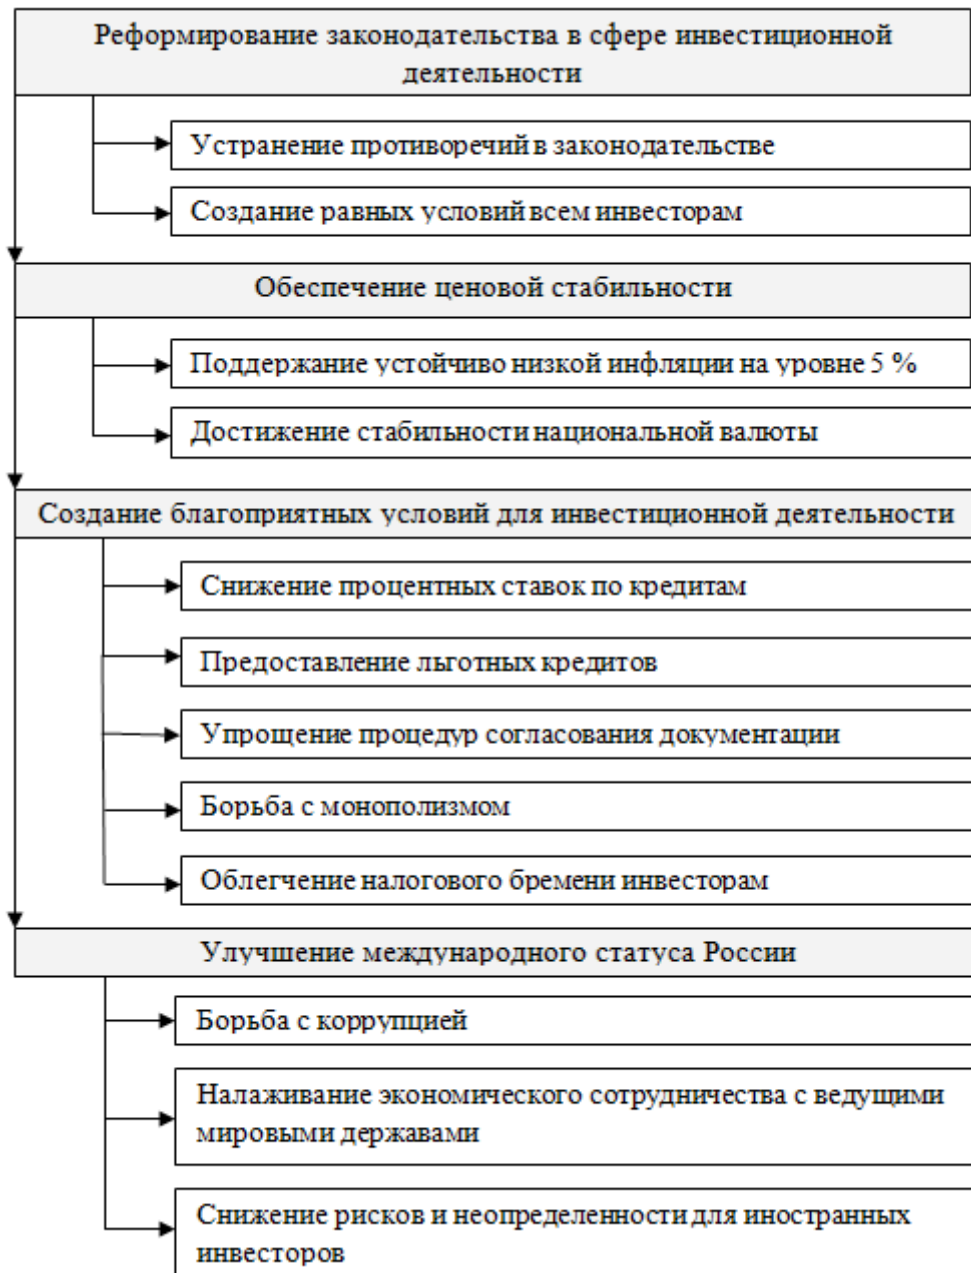 Реформирование законодательства в сфере инвестиционной
деятельности
Устранение противоречий в законодательстве
Создание равных условий всем инвесторам
Обеспечение ценовой стабильности
Поддержание устойчиво низкой инфляции на уровне 5 %
Достижение стабильности национальной валюты
Создание благоприятных условий для инвестиционной деятельности
Снижение процентных ставок по кредитам
Предоставление льготных кредитов
Упрощение процедур согласования документации
Борьба с монополизмом
Облегчение налогового бремени инвесторам
Улучшение международного статуса России
Борьба с коррупцией
Налаживание экономического сотрудничества с ведущими
мировыми державами
Снижение рисков и неопределенности для иностранных
инвесторов